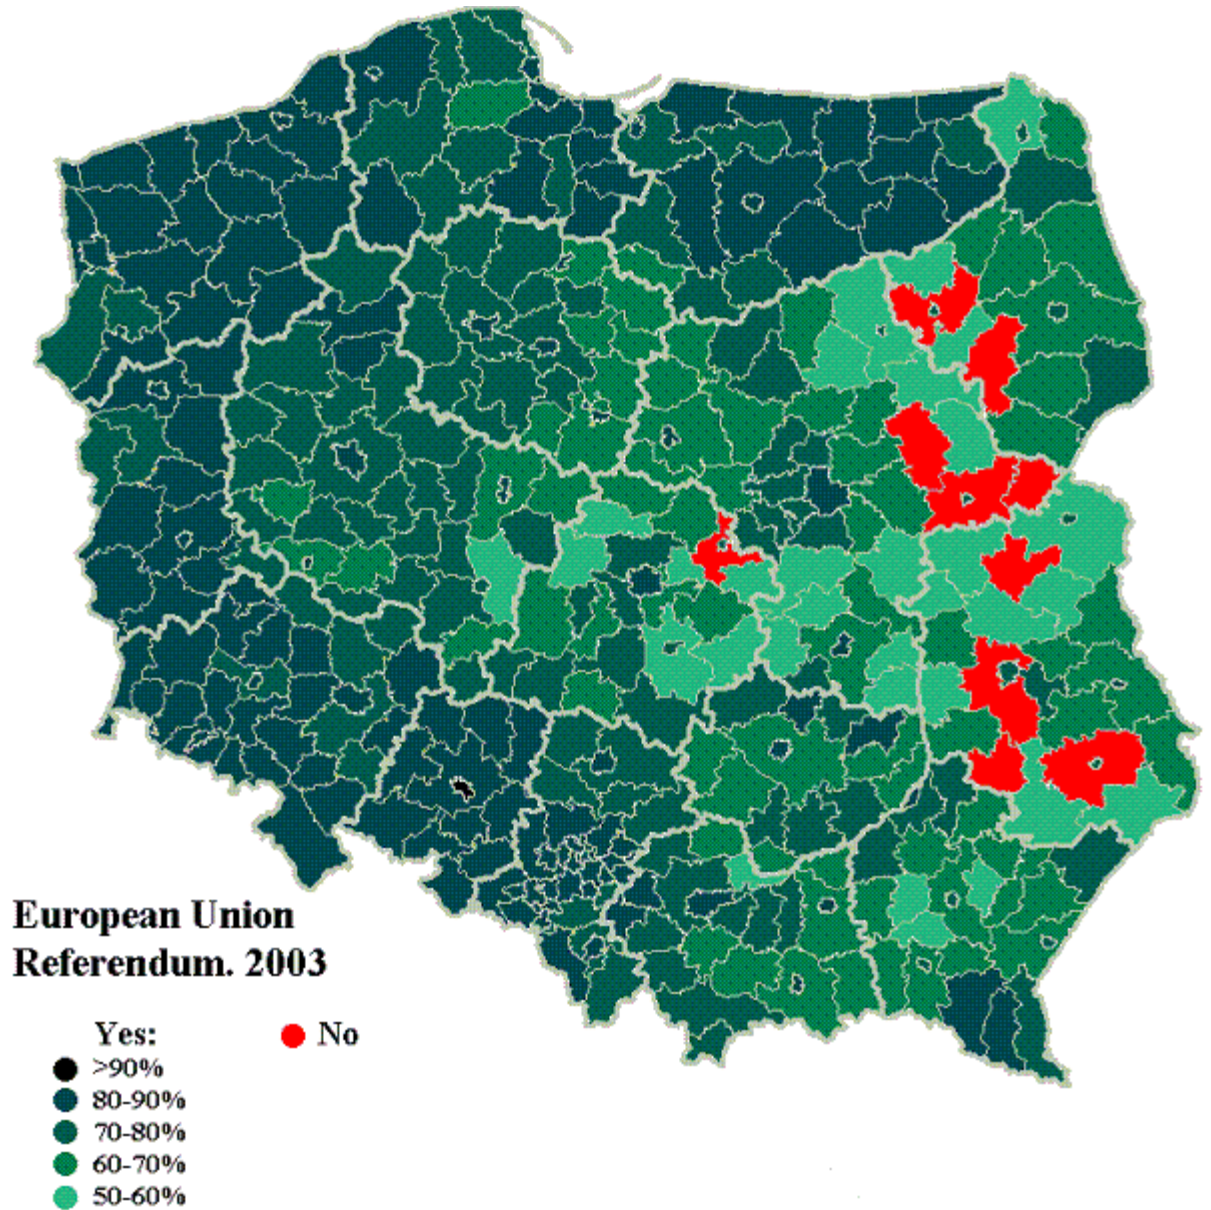 European Union
Referendum. 2003
Yes:
No
>90%
80-90%
70-80%
60-70%
50-60%